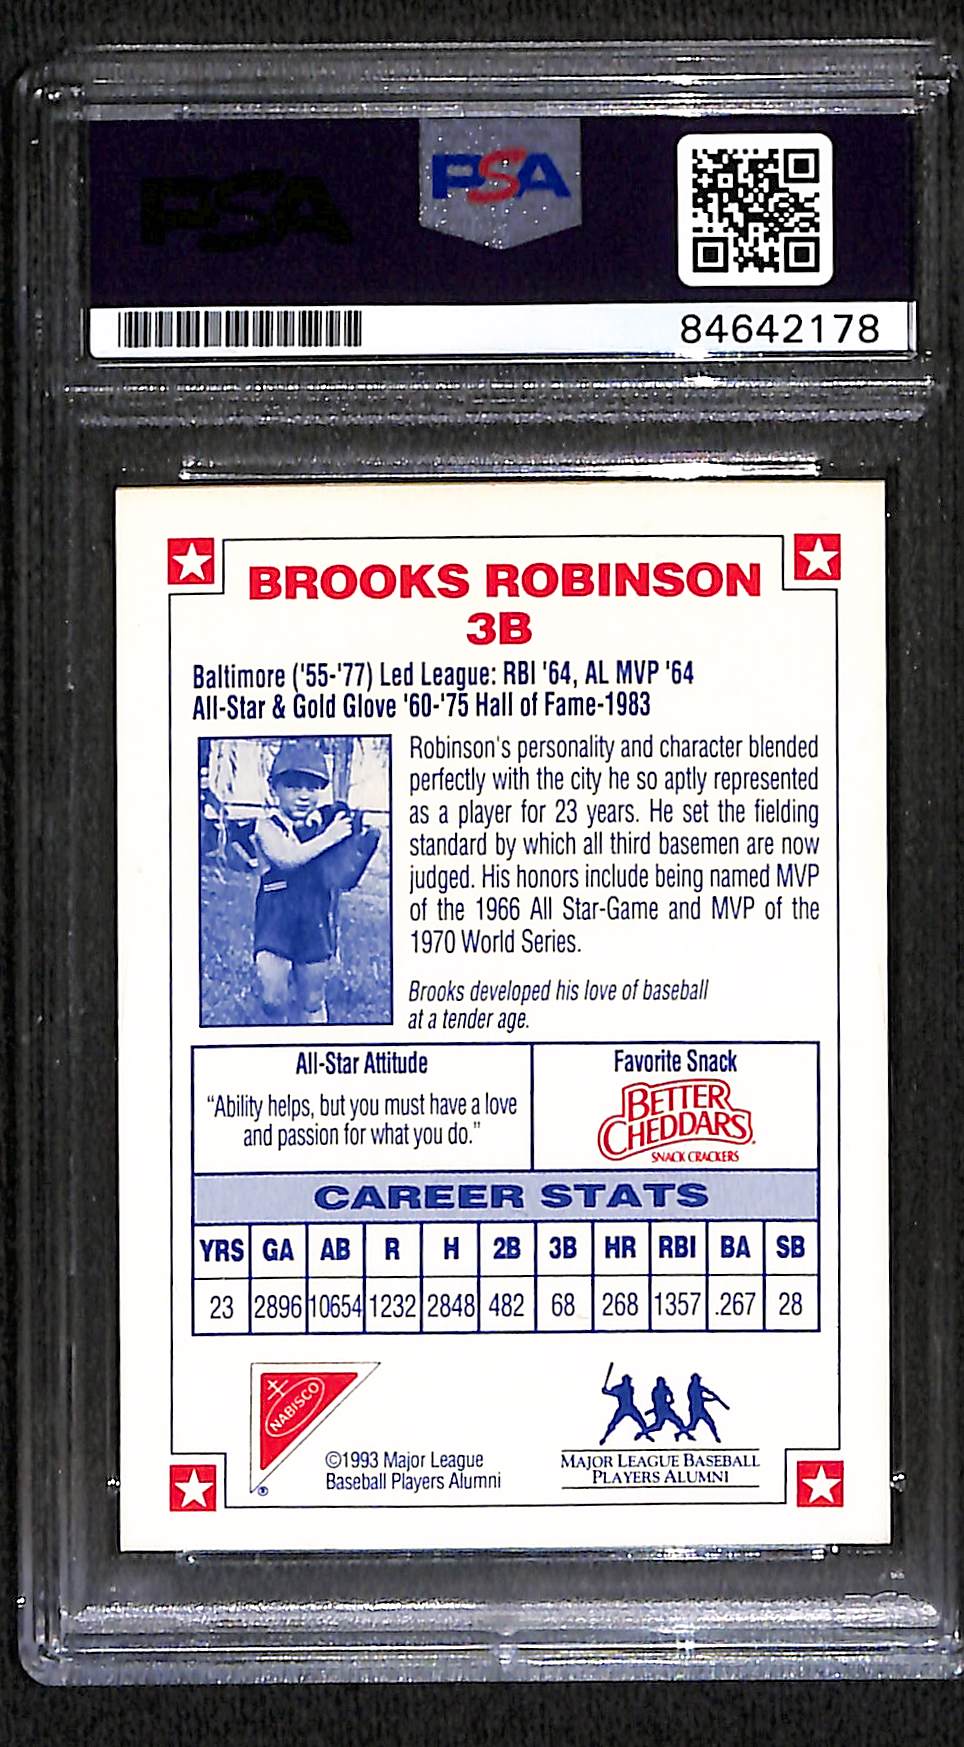 PSA
PSA
84642178
BROOKS ROBINSON
3B
Baltimore ('55-'77) Led League: RBI '64, AL MVP '64
All-Star & Gold Glove '60-'75 Hall of Fame-1983
Robinson's personality and character blended
perfectly with the city he so aptly represented
as a player for 23 years. He set the fielding
standard by which all third basemen are now
judged. His honors include being named MVP
of the 1966 All Star-Game and MVP of the
1970 World Series.
Brooks developed his love of baseball
at a tender age.
All-Star Attitude
"Ability helps, but you must have a love
and passion for what you do."
Favorite Snack
BETTER
CHEDDARS.
SNACK CRACKERS
CAREER STATS
YRS GA AB R H 2B 3B HR RBI BA SB
23 2896 10654 1232 2848 482 68 268 1357 .267 28
NABISCO
®
©1993 Major League
Baseball Players Alumni
MAJOR LEAGUE BASEBALL
PLAYERS ALUMNI